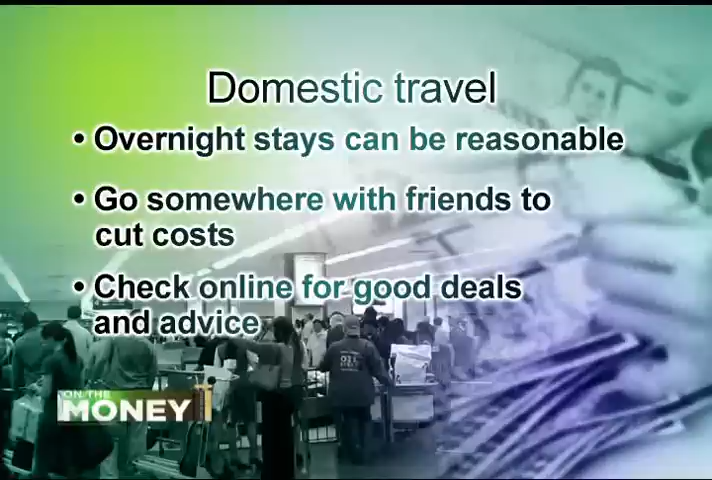 Domestic travel
• Overnight stays can be reasonable
• Go somewhere with friends to
cut costs
• Check online for good deals
and advice
ON THE
MONEY